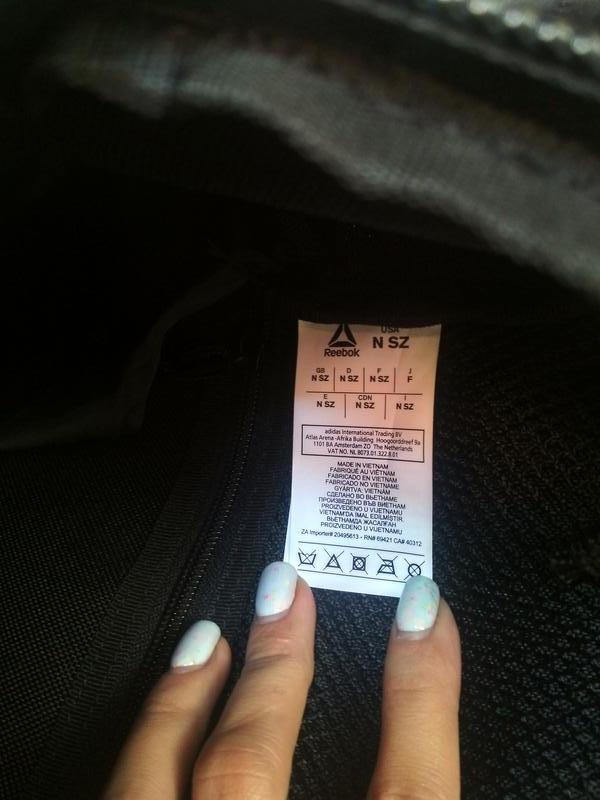 USA
Reebok N SZ
GB D F J
N SZ N SZ N SZ F
E CDN I
N SZ N SZ N SZ
adidas International Trading BV
Atlas Arena -Afrika Building Hoogoorddreef 9a
1101 BA Amsterdam ZO The Netherlands
VAT NO. NL 8073.01.322.B.01
MADE IN VIETNAM
FABRIQUÉ AU VIÊTNAM
FABRICADO EN VIETNAM
FABRICADO NO VIETNAME
GYÁRTVA: VIETNÁM
СДЕЛАНО ВО ВЬЕТНАМЕ
ПРОИЗВЕДЕНО ВЪВ ВИЕТНАМ
PROIZVEDENO U VIJETNAMU
VIETNAM'DA İMAL EDİLMİŞTİR.
ВЬЕТНАМДА ЖАСАЛҒАН
PROIZVEDENO U VIJETNAMU
ZA Importer# 20495613 - RN# 69421 CA# 40312